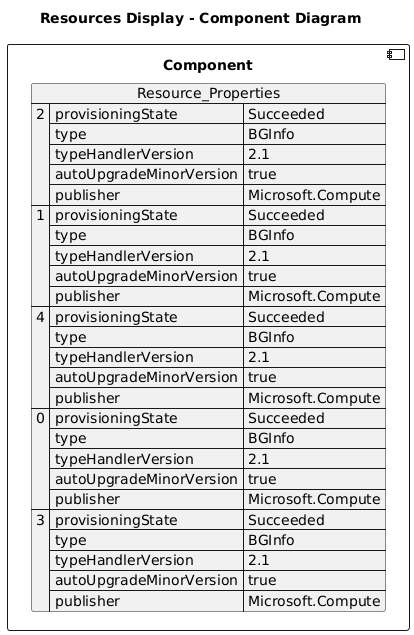 Resources Display - Component Diagram
Component
Resource_Properties
2 provisioningState Succeeded
type BGInfo
typeHandlerVersion 2.1
autoUpgradeMinorVersion true
publisher Microsoft.Compute
1 provisioningState Succeeded
type BGInfo
typeHandlerVersion 2.1
autoUpgradeMinorVersion true
publisher Microsoft.Compute
4 provisioningState Succeeded
type BGInfo
typeHandlerVersion 2.1
autoUpgradeMinorVersion true
publisher Microsoft.Compute
0 provisioningState Succeeded
type BGInfo
typeHandlerVersion 2.1
autoUpgradeMinorVersion true
publisher Microsoft.Compute
3 provisioningState Succeeded
type BGInfo
typeHandlerVersion 2.1
autoUpgradeMinorVersion true
publisher Microsoft.Compute